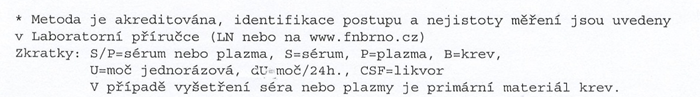 * Metoda je akreditována, identifikace postupu a nejistoty měření jsou uvedeny
v Laboratorní příručce (LN nebo na www.fnbrno.cz)
Zkratky: S/P=sérum nebo plazma, S=sérum, P=plazma, B=krev,
U=moč jednorázová, dU=moč/24h., CSF=likvor
V případě vyšetření séra nebo plazmy je primární materiál krev.